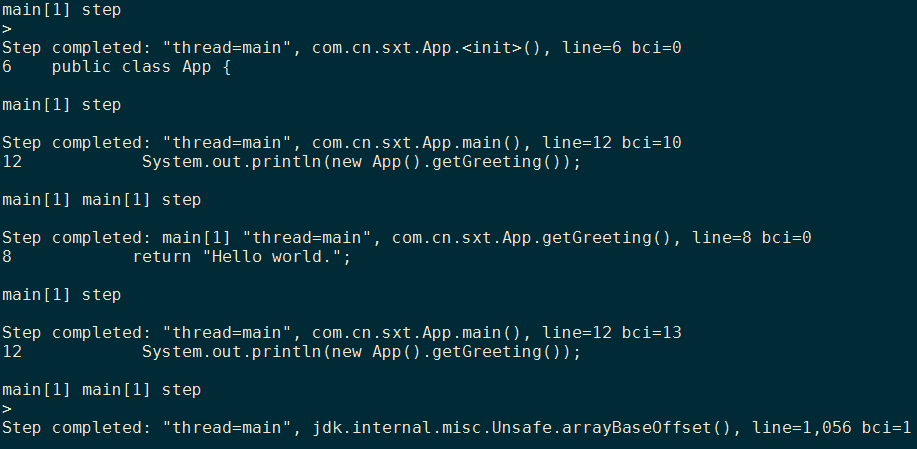 main[1] step
>
Step completed: "thread=main", com.cn.sxt.App.<init>(), line=6 bci=0
6    public class App {
main[1] step
Step completed: "thread=main", com.cn.sxt.App.main(), line=12 bci=10
12            System.out.println(new App().getGreeting());
main[1] main[1] step
Step completed: main[1] "thread=main", com.cn.sxt.App.getGreeting(), line=8 bci=0
8            return "Hello world.";
main[1] step
Step completed: "thread=main", com.cn.sxt.App.main(), line=12 bci=13
12            System.out.println(new App().getGreeting());
main[1] main[1] step
>
Step completed: "thread=main", jdk.internal.misc.Unsafe.arrayBaseOffset(), line=1,056 bci=1